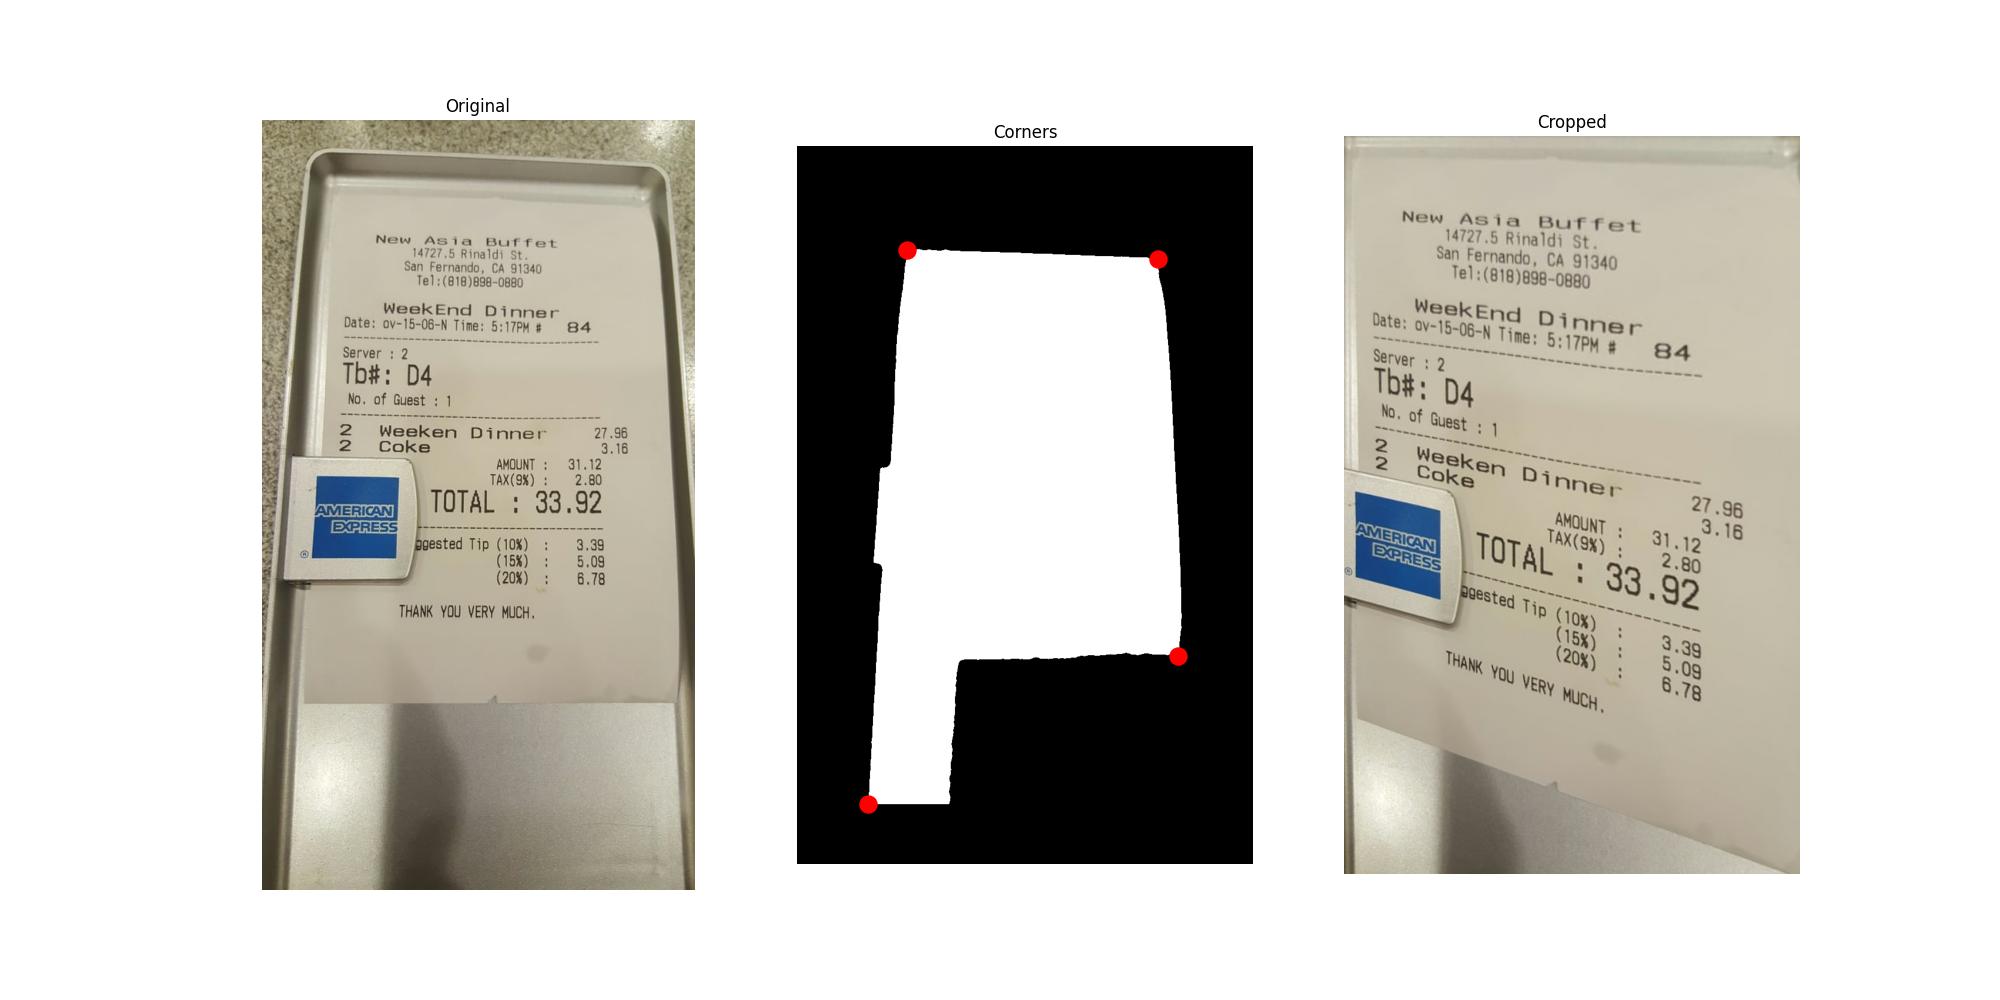 Original
New Asia Buffet
14727.5 Rinaldi St.
San Fernando, CA 91340
Tel:(818)898-0880
WeekEnd Dinner
Date: ov-15-06-N Time: 5:17PM # 84
Server : 2
Tb#: D4
No. of Guest : 1
2 Weeken Dinner 27.96
2 Coke 3.16
AMOUNT : 31.12
TAX(9%) : 2.80
TOTAL : 33.92
AMERICAN
EXPRESS
®
ggested Tip (10%) : 3.39
(15%) : 5.09
(20%) : 6.78
THANK YOU VERY MUCH.
Corners
Cropped
New Asia Buffet
14727.5 Rinaldi St.
San Fernando, CA 91340
Tel:(818)898-0880
WeekEnd Dinner
Date: ov-15-06-N Time: 5:17PM # 84
Server : 2
Tb#: D4
No. of Guest : 1
2 Weeken Dinner 27.96
2 Coke 3.16
AMOUNT : 31.12
TAX(9%) : 2.80
TOTAL : 33.92
AMERICAN
EXPRESS
®
ggested Tip (10%) : 3.39
(15%) : 5.09
(20%) : 6.78
THANK YOU VERY MUCH.